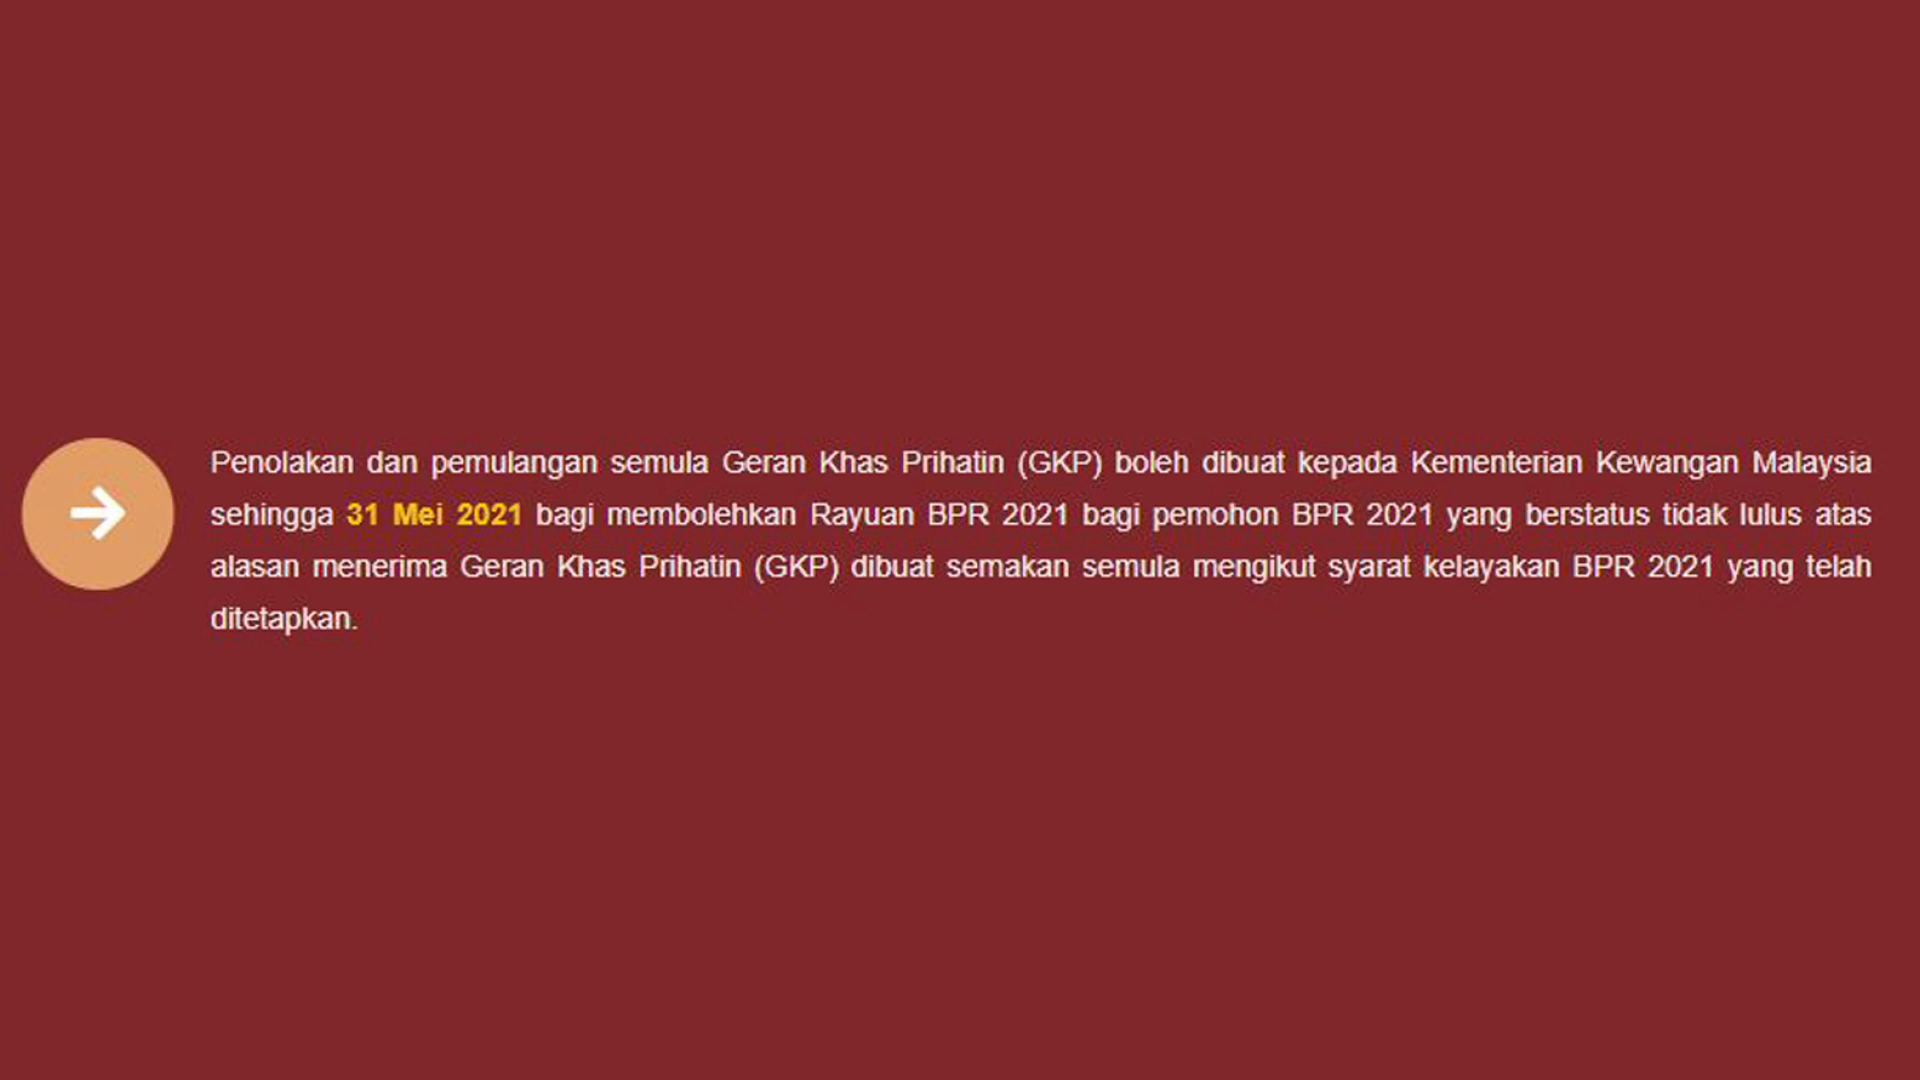 Penolakan dan pemulangan semula Geran Khas Prihatin (GKP) boleh dibuat kepada Kementerian Kewangan Malaysia
sehingga 31 Mei 2021 bagi membolehkan Rayuan BPR 2021 bagi pemohon BPR 2021 yang berstatus tidak lulus atas
alasan menerima Geran Khas Prihatin (GKP) dibuat semakan semula mengikut syarat kelayakan BPR 2021 yang telah
ditetapkan.